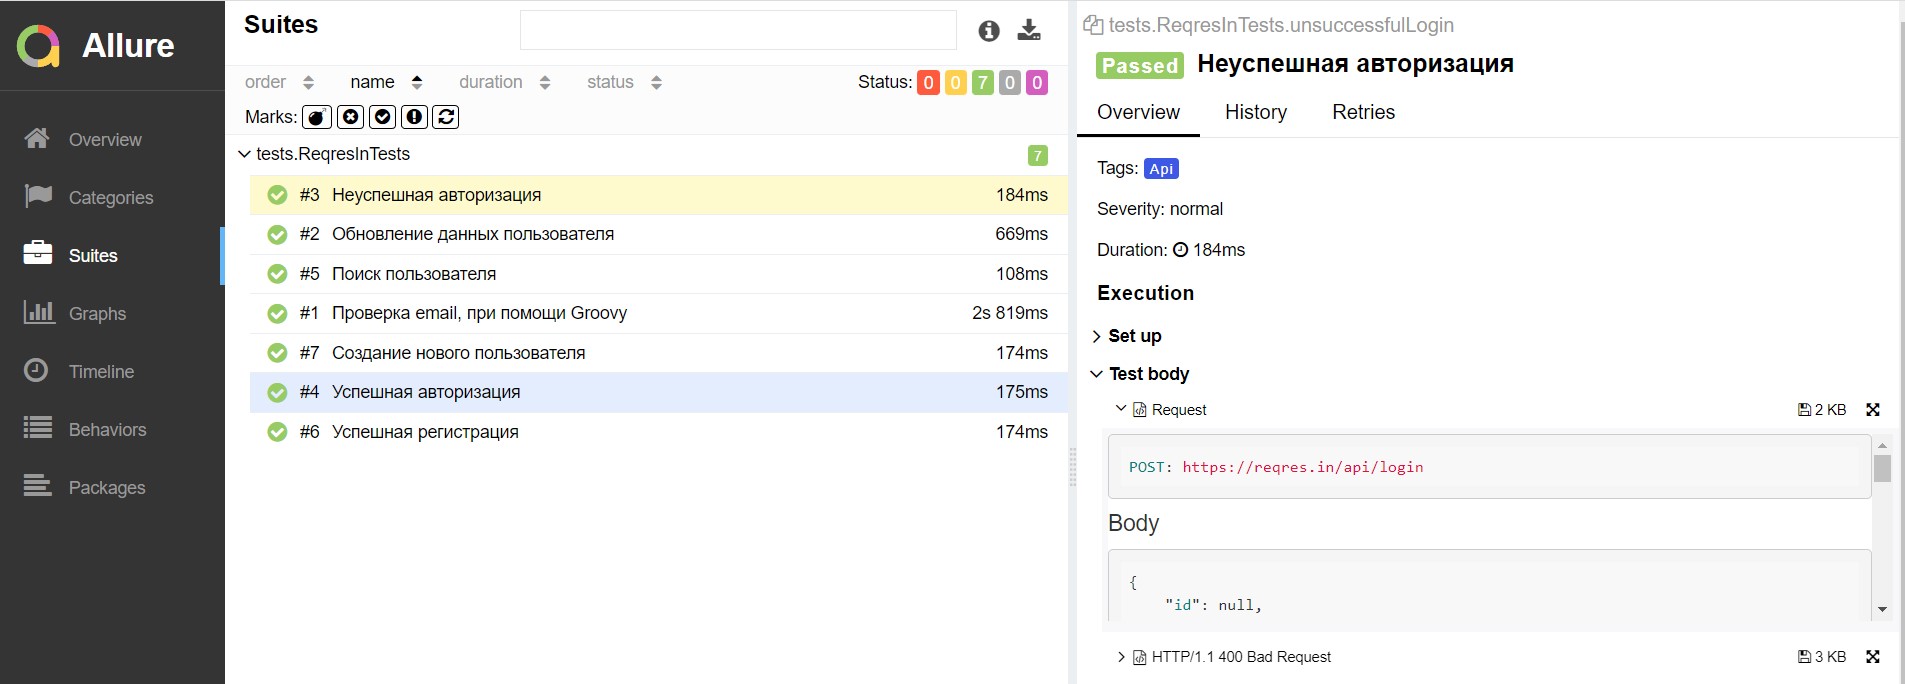 Allure
Overview
Categories
Suites
Graphs
Timeline
Behaviors
Packages
Suites
order name duration status Status: 0 0 7 0 0
Marks:
tests.ReqresInTests 7
#3 Неуспешная авторизация 184ms
#2 Обновление данных пользователя 669ms
#5 Поиск пользователя 108ms
#1 Проверка email, при помощи Groovy 2s 819ms
#7 Создание нового пользователя 174ms
#4 Успешная авторизация 175ms
#6 Успешная регистрация 174ms
tests.ReqresInTests.unsuccessfulLogin
Passed Неуспешная авторизация
Overview History Retries
Tags: Api
Severity: normal
Duration: 184ms
Execution
Set up
Test body
Request 2 KB
POST: https://reqres.in/api/login
Body
{
"id": null,
HTTP/1.1 400 Bad Request 3 KB